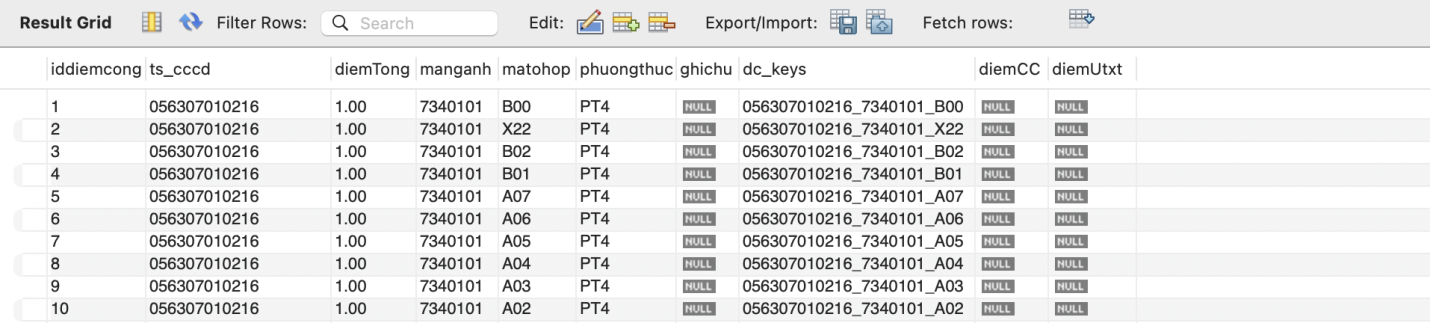 Result Grid Filter Rows: Search Edit: Export/Import: Fetch rows:
iddiemcong ts_cccd diemTong manganh matohop phuongthuc ghichu dc_keys diemCC diemUtxt
1 056307010216 1.00 7340101 B00 PT4 NULL 056307010216_7340101_B00 NULL NULL
2 056307010216 1.00 7340101 X22 PT4 NULL 056307010216_7340101_X22 NULL NULL
3 056307010216 1.00 7340101 B02 PT4 NULL 056307010216_7340101_B02 NULL NULL
4 056307010216 1.00 7340101 B01 PT4 NULL 056307010216_7340101_B01 NULL NULL
5 056307010216 1.00 7340101 A07 PT4 NULL 056307010216_7340101_A07 NULL NULL
6 056307010216 1.00 7340101 A06 PT4 NULL 056307010216_7340101_A06 NULL NULL
7 056307010216 1.00 7340101 A05 PT4 NULL 056307010216_7340101_A05 NULL NULL
8 056307010216 1.00 7340101 A04 PT4 NULL 056307010216_7340101_A04 NULL NULL
9 056307010216 1.00 7340101 A03 PT4 NULL 056307010216_7340101_A03 NULL NULL
10 056307010216 1.00 7340101 A02 PT4 NULL 056307010216_7340101_A02 NULL NULL